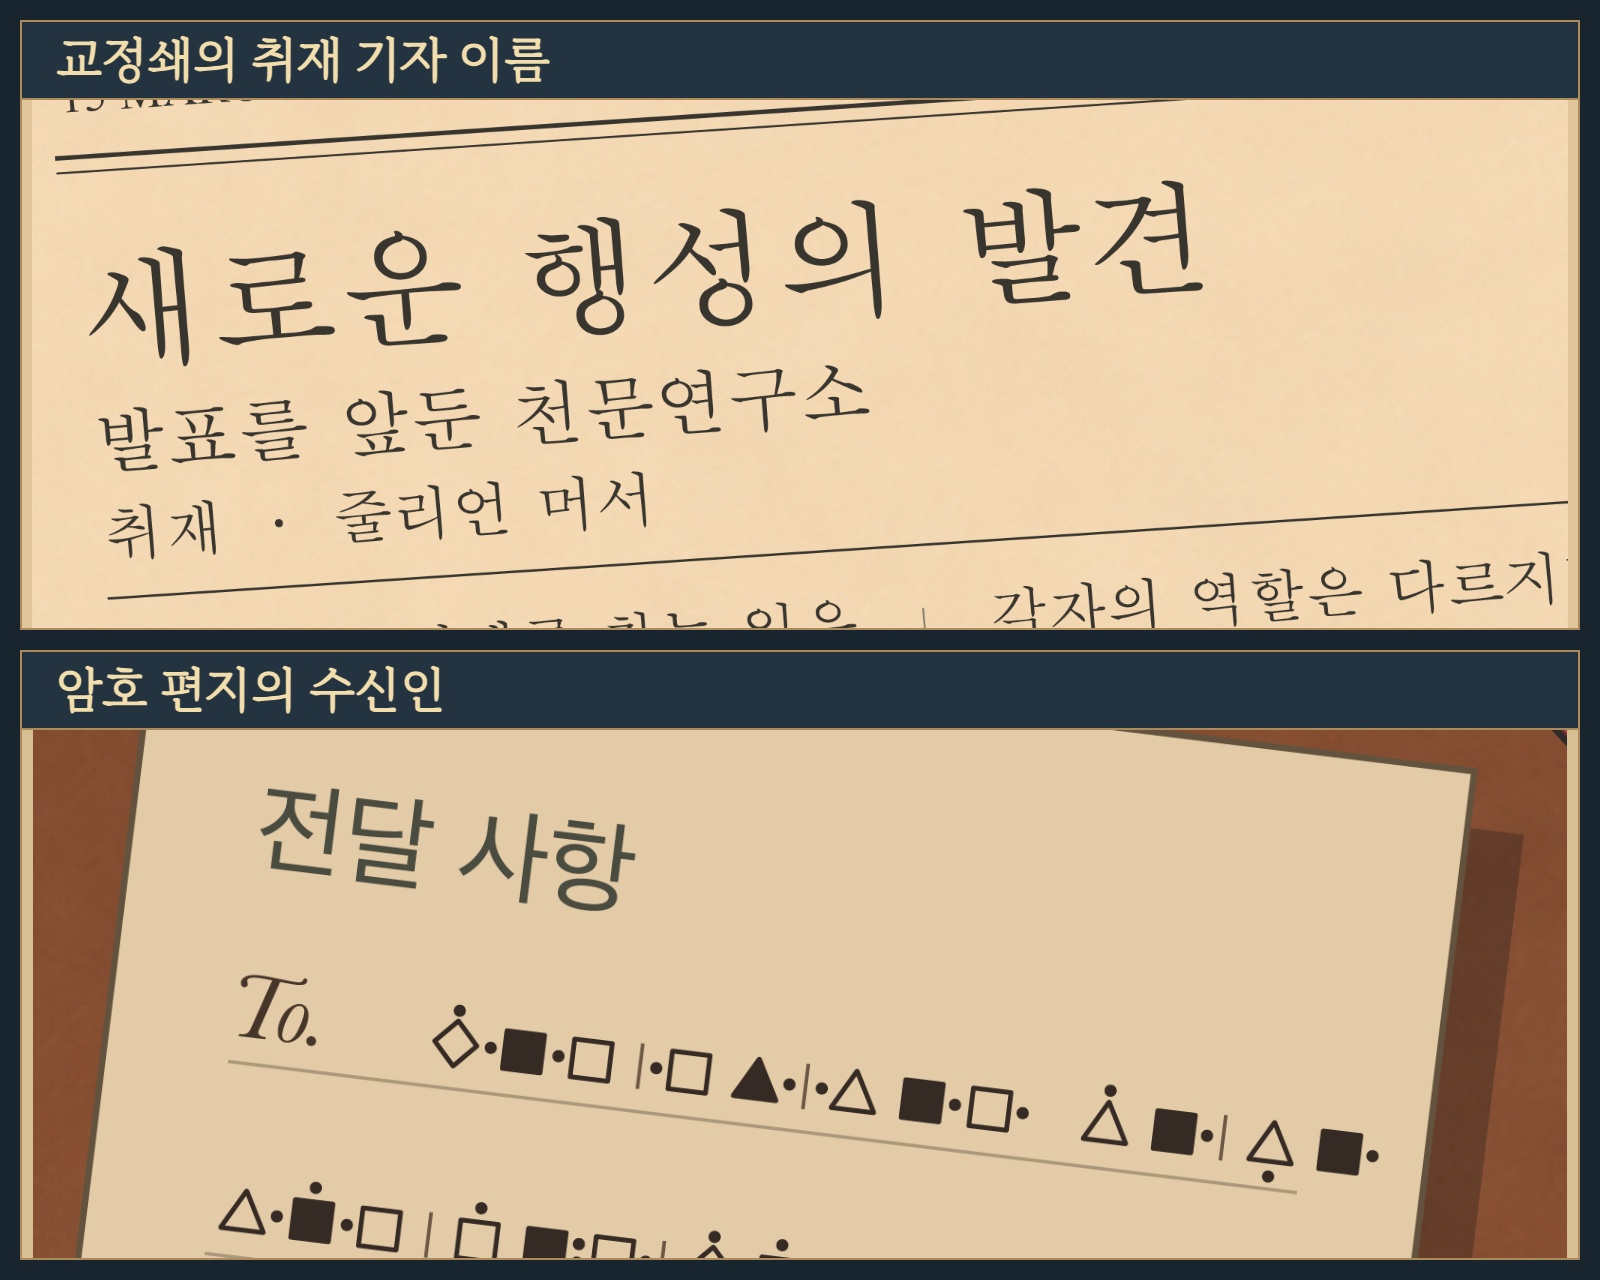 교정쇄의 취재 기자 이름
새로운 행성의 발견
발표를 앞둔 천문연구소
취재 · 줄리언 머서
각자의 역할은 다르지
암호 편지의 수신인
전달 사항
To.